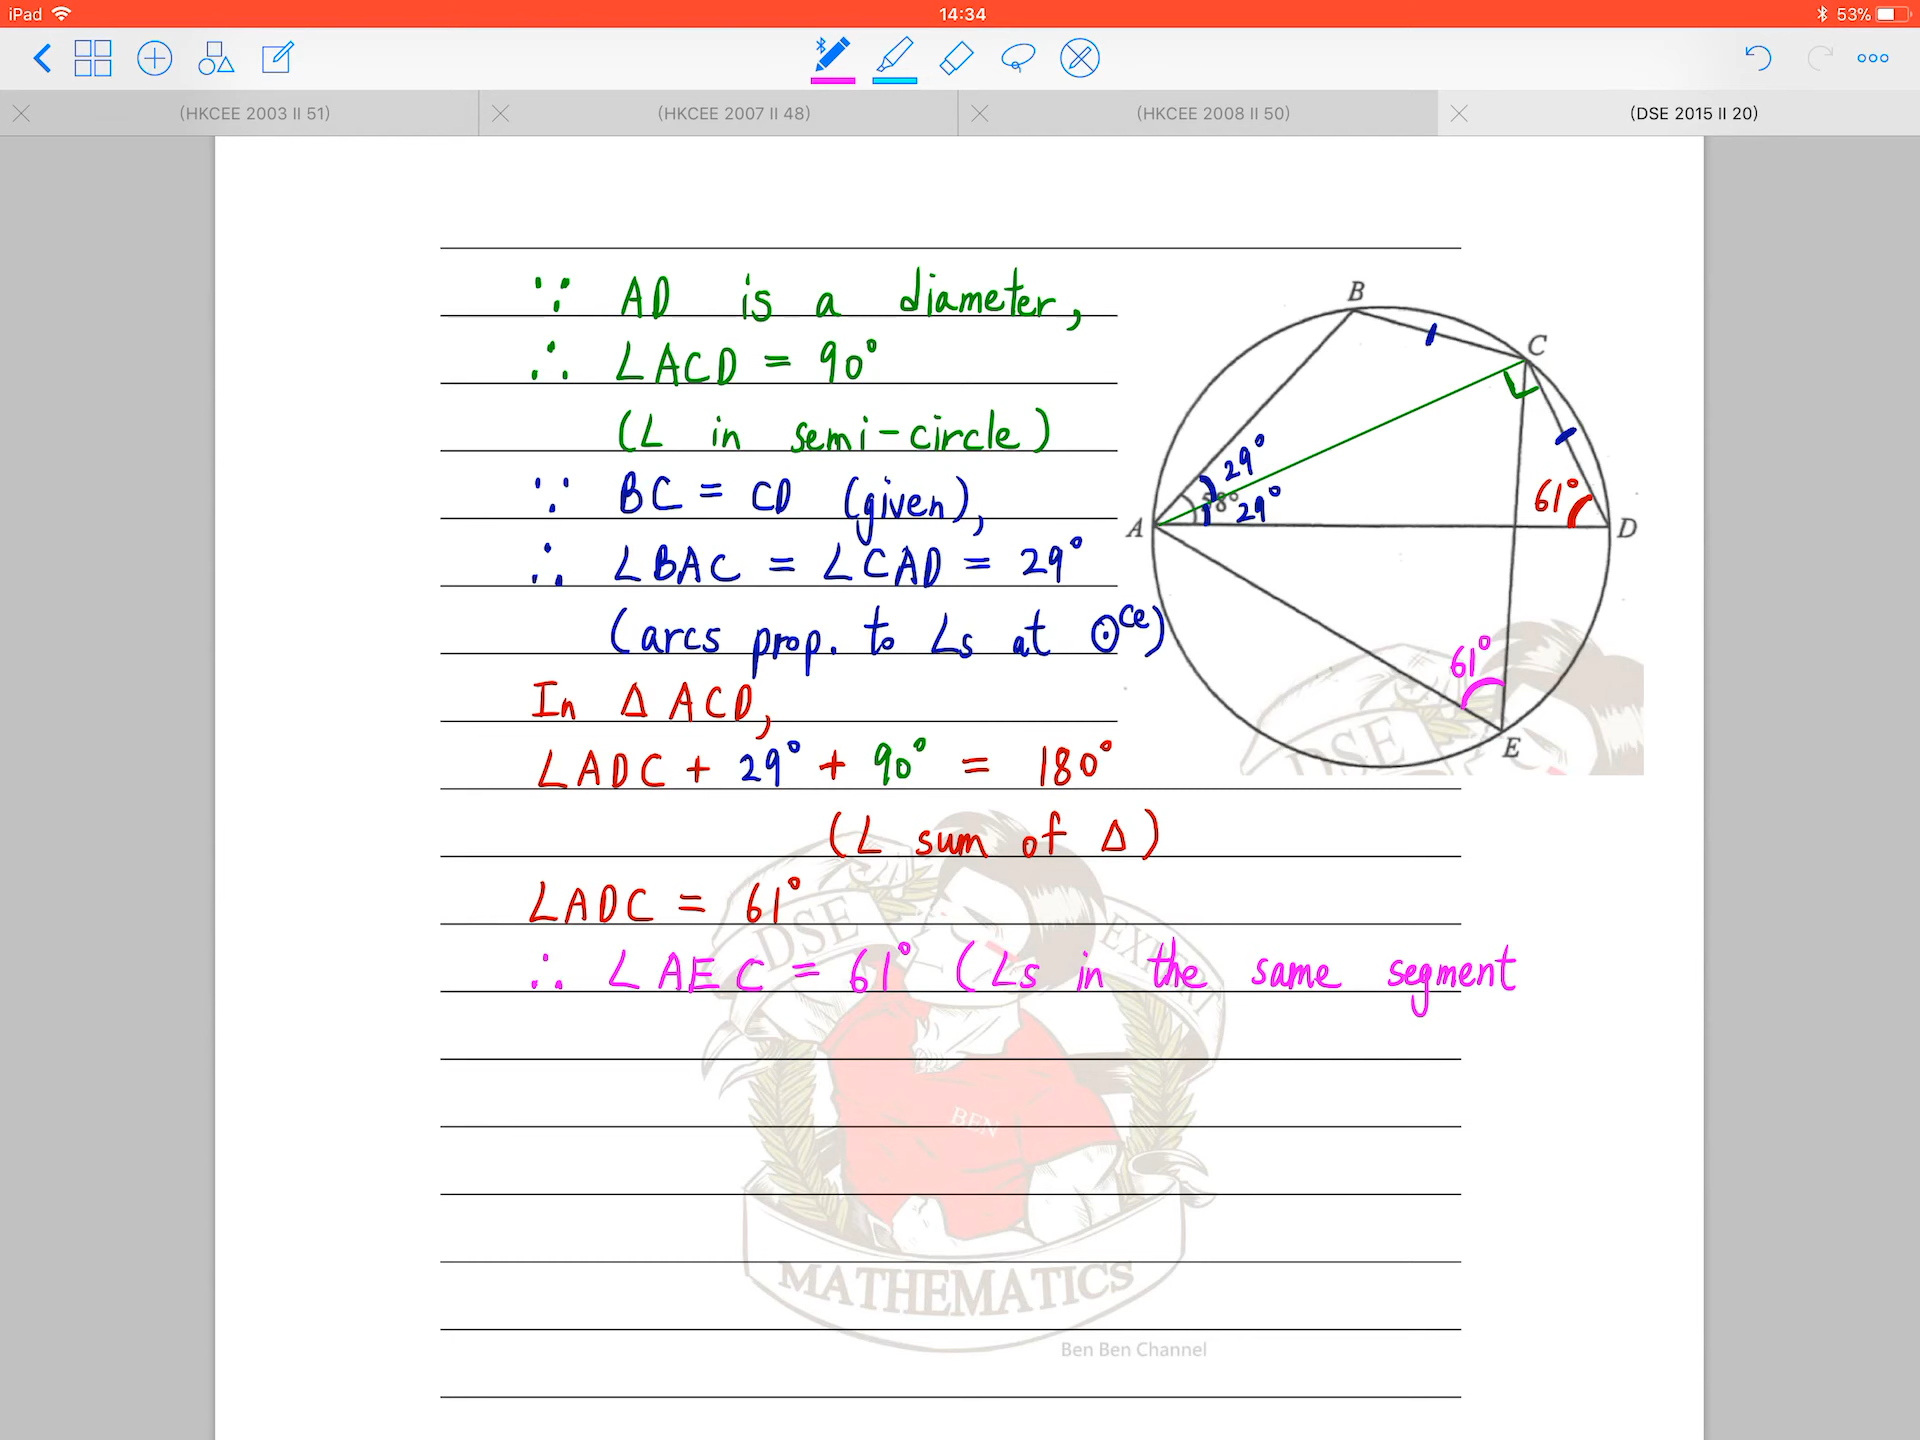 iPad 14:34 53%
(HKCEE 2003 II 51) (HKCEE 2007 II 48) (HKCEE 2008 II 50) (DSE 2015 II 20)
∵ AD is a diameter,
∴ ∠ACD = 90°
(∠ in semi-circle)
∵ BC = CD (given),
∴ ∠BAC = ∠CAD = 29°
(arcs prop. to ∠s at ⊙ce)
In Δ ACD,
∠ADC + 29° + 90° = 180°
(∠ sum of Δ)
∠ADC = 61°
∴ ∠AEC = 61° (∠s in the same segment
B
C
29°
58°
29°
61°
A
D
61°
E
DSE
DSE EXPERT
BEN
MATHEMATICS
Ben Ben Channel